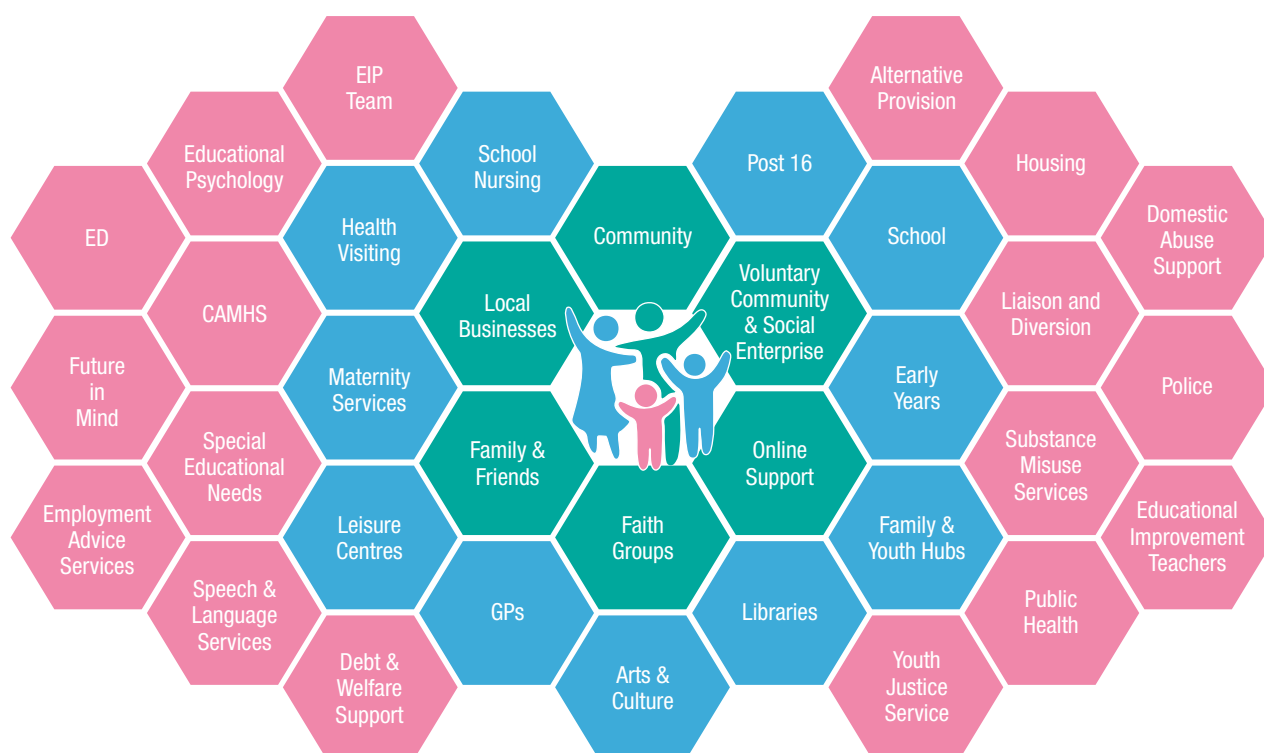 EIP
Team
Alternative
Provision
Educational
Psychology
School
Nursing
Post 16
Housing
ED
Health
Visiting
Community
School
Domestic
Abuse
Support
CAMHS
Local
Businesses
Voluntary
Community
& Social
Enterprise
Liaison and
Diversion
Future
in
Mind
Maternity
Services
Early
Years
Police
Special
Educational
Needs
Family &
Friends
Online
Support
Substance
Misuse
Services
Employment
Advice
Services
Leisure
Centres
Faith
Groups
Family &
Youth Hubs
Educational
Improvement
Teachers
Speech &
Language
Services
GPs
Libraries
Public
Health
Debt &
Welfare
Support
Arts &
Culture
Youth
Justice
Service